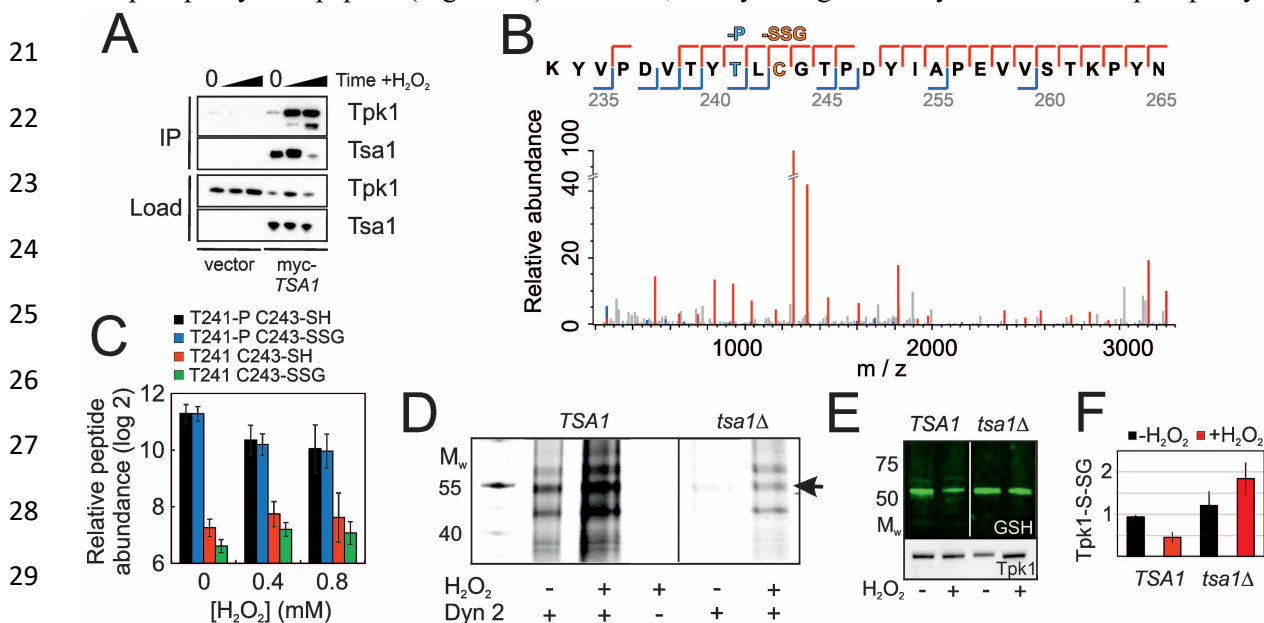 21
22
23
24
25
26
27
28
29
A
0 0 Time +H₂O₂
IP
Tpk1
Tsa1
Load
Tpk1
Tsa1
vector myc-
TSA1
B
-P -SSG
K Y V P D V T Y T L C G T P D Y I A P E V V S T K P Y N
235 240 245 255 260 265
Relative abundance
100
40
20
0
1000 2000 3000
m / z
C
T241-P C243-SH
T241-P C243-SSG
T241 C243-SH
T241 C243-SSG
Relative peptide
abundance (log 2)
12
10
8
6
0 0.4 0.8
[H₂O₂] (mM)
D
TSA1 tsa1Δ
Mw
55
40
H₂O₂ - + + - +
Dyn 2 + + - + +
E
TSA1 tsa1Δ
75
50
Mw
GSH
Tpk1
H₂O₂ - + - +
F
-H₂O₂ +H₂O₂
Tpk1-S-SG
2
1
TSA1 tsa1Δ